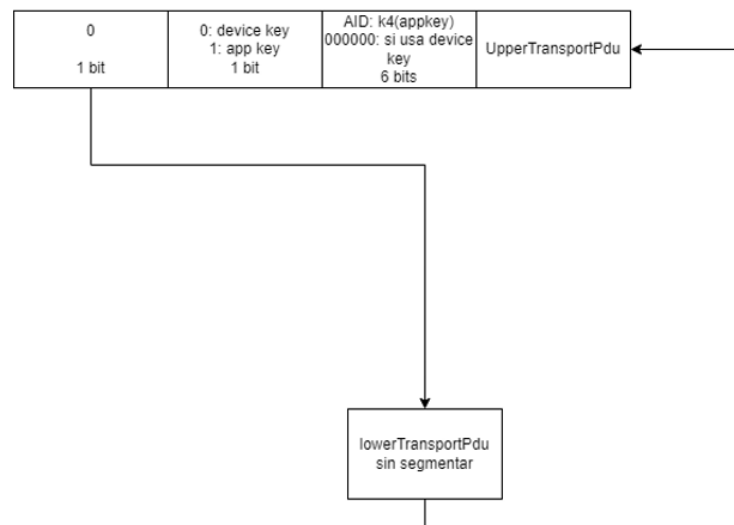 0
1 bit
0: device key
1: app key
1 bit
AID: k4(appkey)
000000: si usa device
key
6 bits
UpperTransportPdu
lowerTransportPdu
sin segmentar